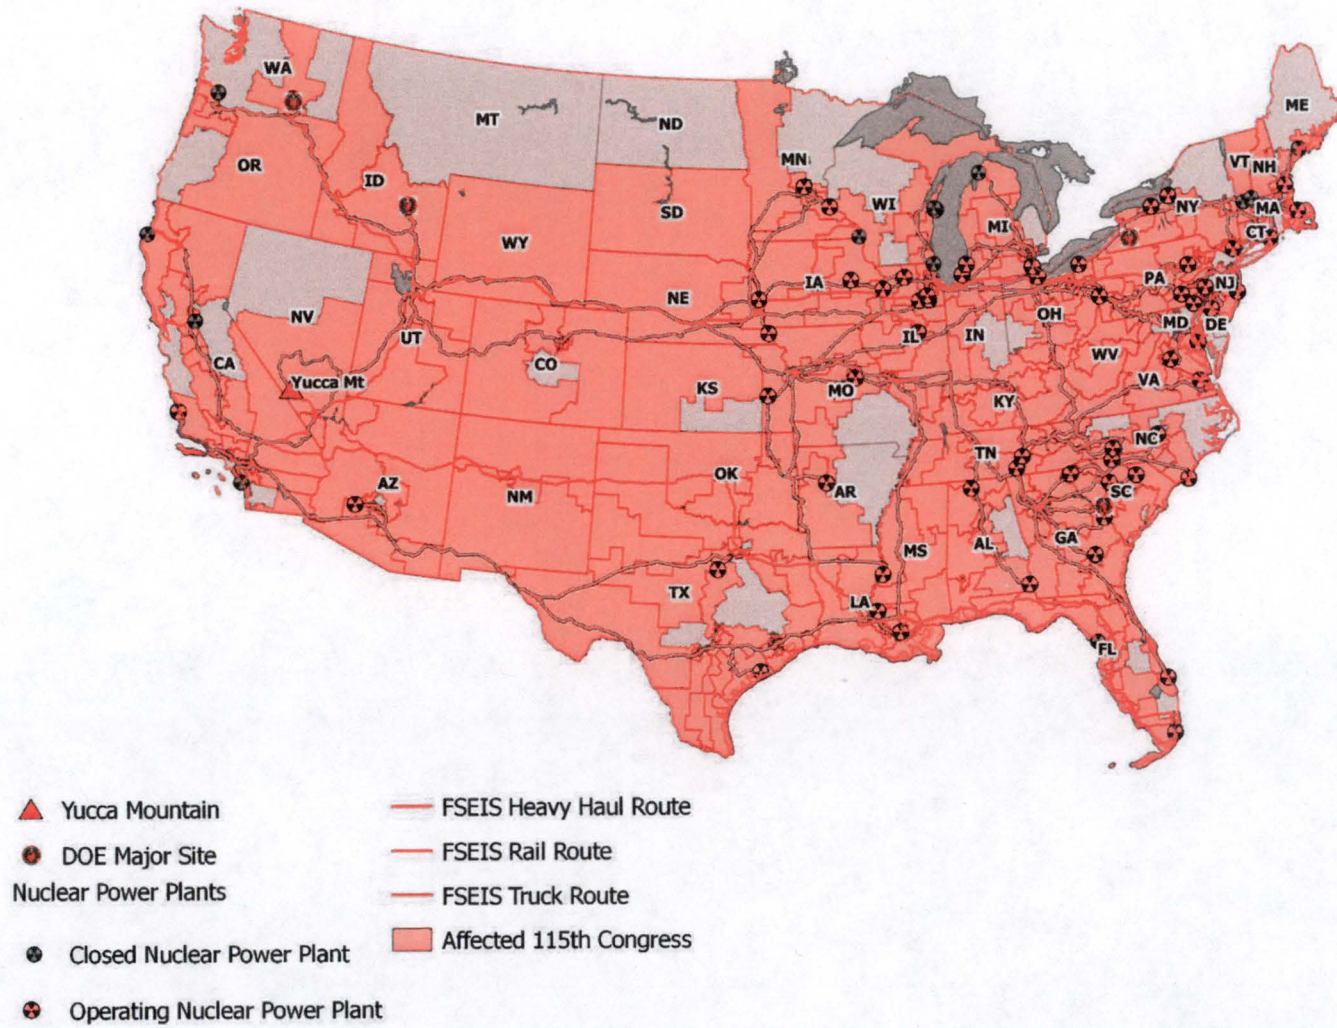 WA
MT
ND
ME
OR
ID
MN
VT NH
WI
SD
NY
MA
WY
MI
CT
IA
PA
NJ
NE
NV
OH
UT
IL
IN
MD
DE
CA
CO
WV
Yucca Mt
KS
MO
VA
KY
NC
TN
OK
AZ
NM
AR
SC
GA
MS
AL
TX
LA
FL
Yucca Mountain
DOE Major Site
Nuclear Power Plants
Closed Nuclear Power Plant
Operating Nuclear Power Plant
FSEIS Heavy Haul Route
FSEIS Rail Route
FSEIS Truck Route
Affected 115th Congress